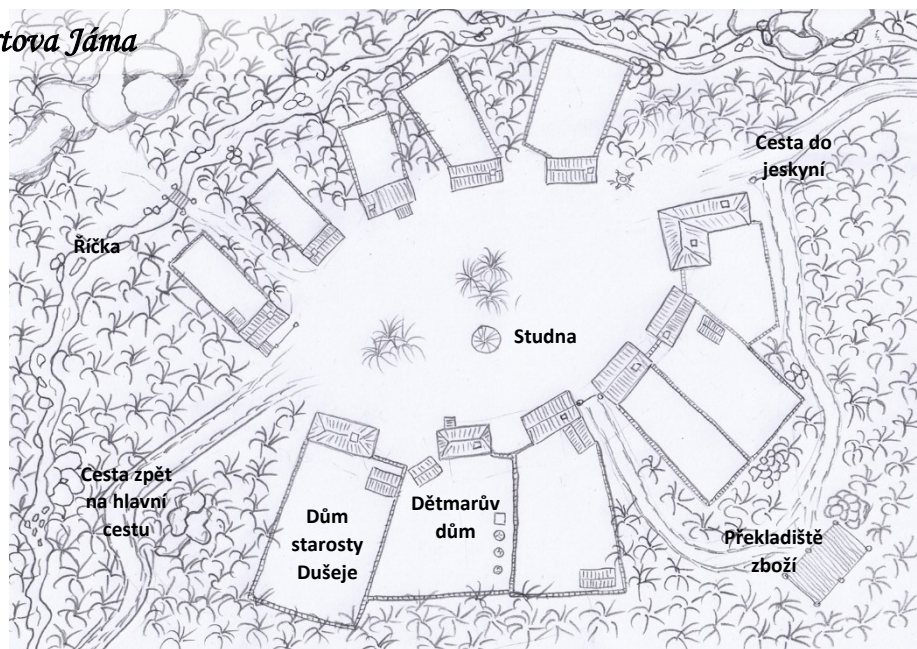 rtova Jáma
Cesta do
jeskyní
Říčka
Studna
Cesta zpět
na hlavní
cestu
Dům
starosty
Dušeje
Dětmarův
dům
Překladiště
zboží